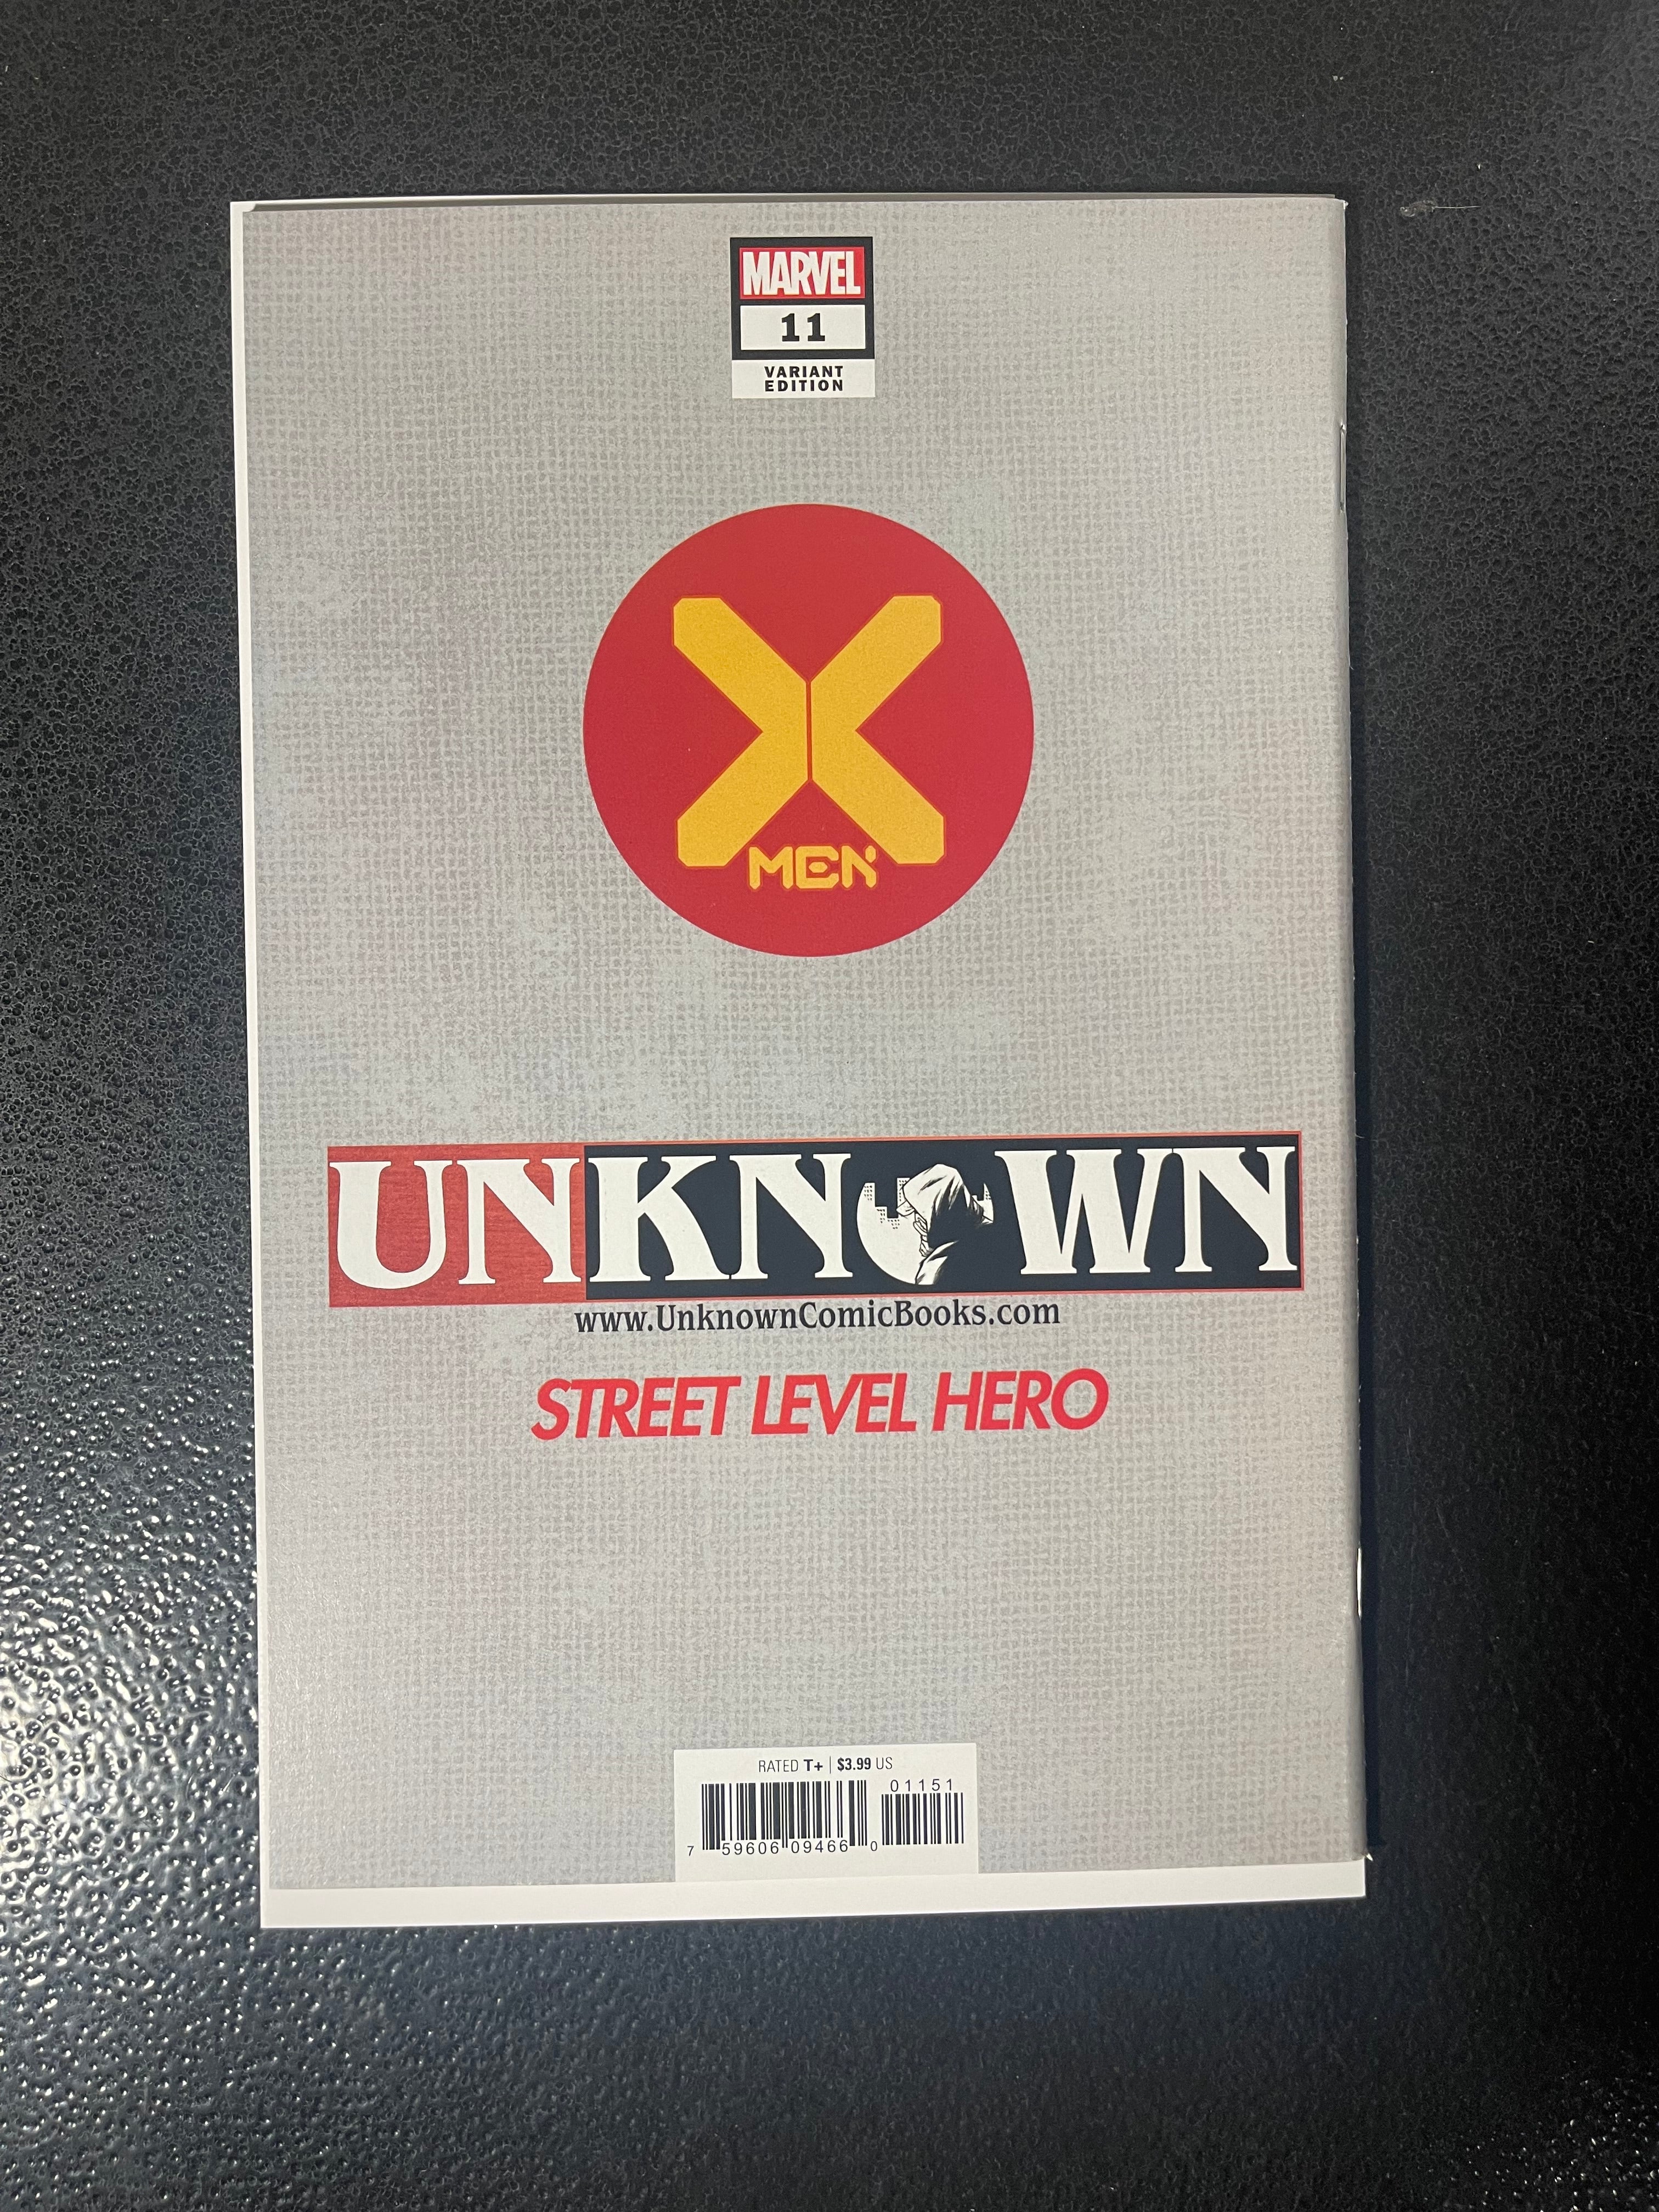 MARVEL
11
VARIANT
EDITION
X
MEN
UNKNOWN
www.UnknownComicBooks.com
STREET LEVEL HERO
RATED T+ | $3.99 US
01151
7 59606 09466 0